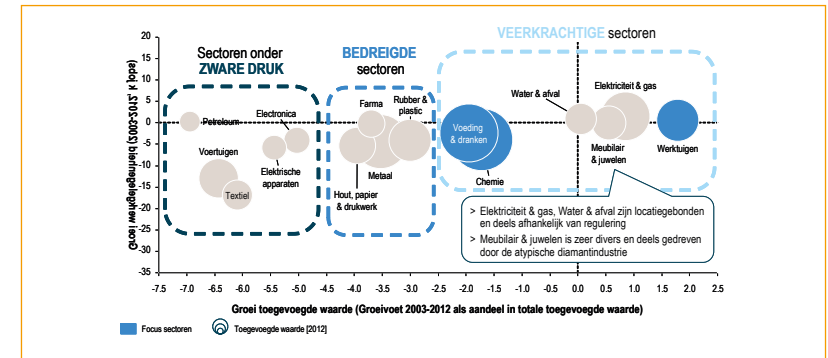 VEERKRACHTIGE sectoren
Sectoren onder
ZWARE DRUK
BEDREIGDE
sectoren
20
15
10
5
0
-5
-10
-15
-20
-25
-30
-35
Petroleum
Electronica
Voertuigen
Elektrische
apparaten
Textiel
Farma
Rubber &
plastic
Metaal
Hout, papier
& drukwerk
Voeding
& dranken
Chemie
Water & afval
Elektriciteit & gas
Meubilair
& juwelen
Werktuigen
> Elektriciteit & gas, Water & afval zijn locatiegebonden
en deels afhankelijk van regulering
> Meubilair & juwelen is zeer divers en deels gedreven
door de atypische diamantindustrie
-7.5 -7.0 -6.5 -6.0 -5.5 -5.0 -4.5 -4.0 -3.5 -3.0 -2.5 -2.0 -1.5 -1.0 -0.5 0.0 0.5 1.0 1.5 2.0 2.5
Groei toegevoegde waarde (Groeivoet 2003-2012 als aandeel in totale toegevoegde waarde)
Focus sectoren
Toegevoegde waarde [2012]